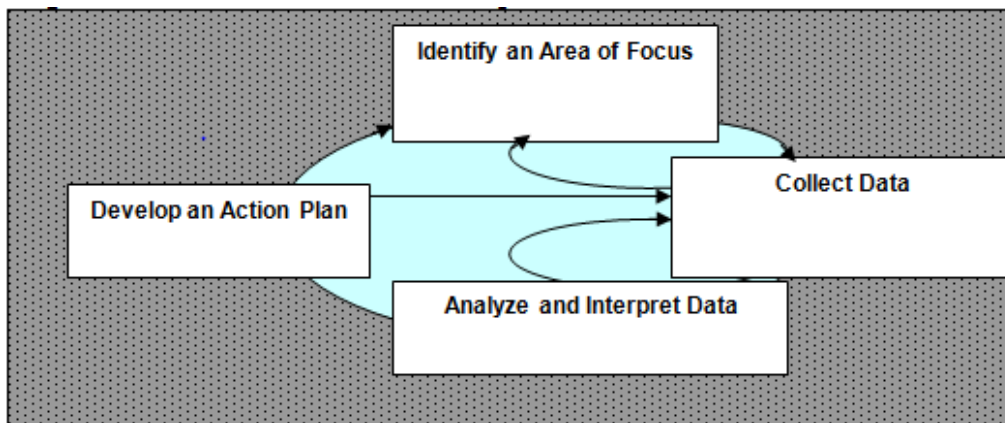 Identify an Area of Focus
Collect Data
Develop an Action Plan
Analyze and Interpret Data